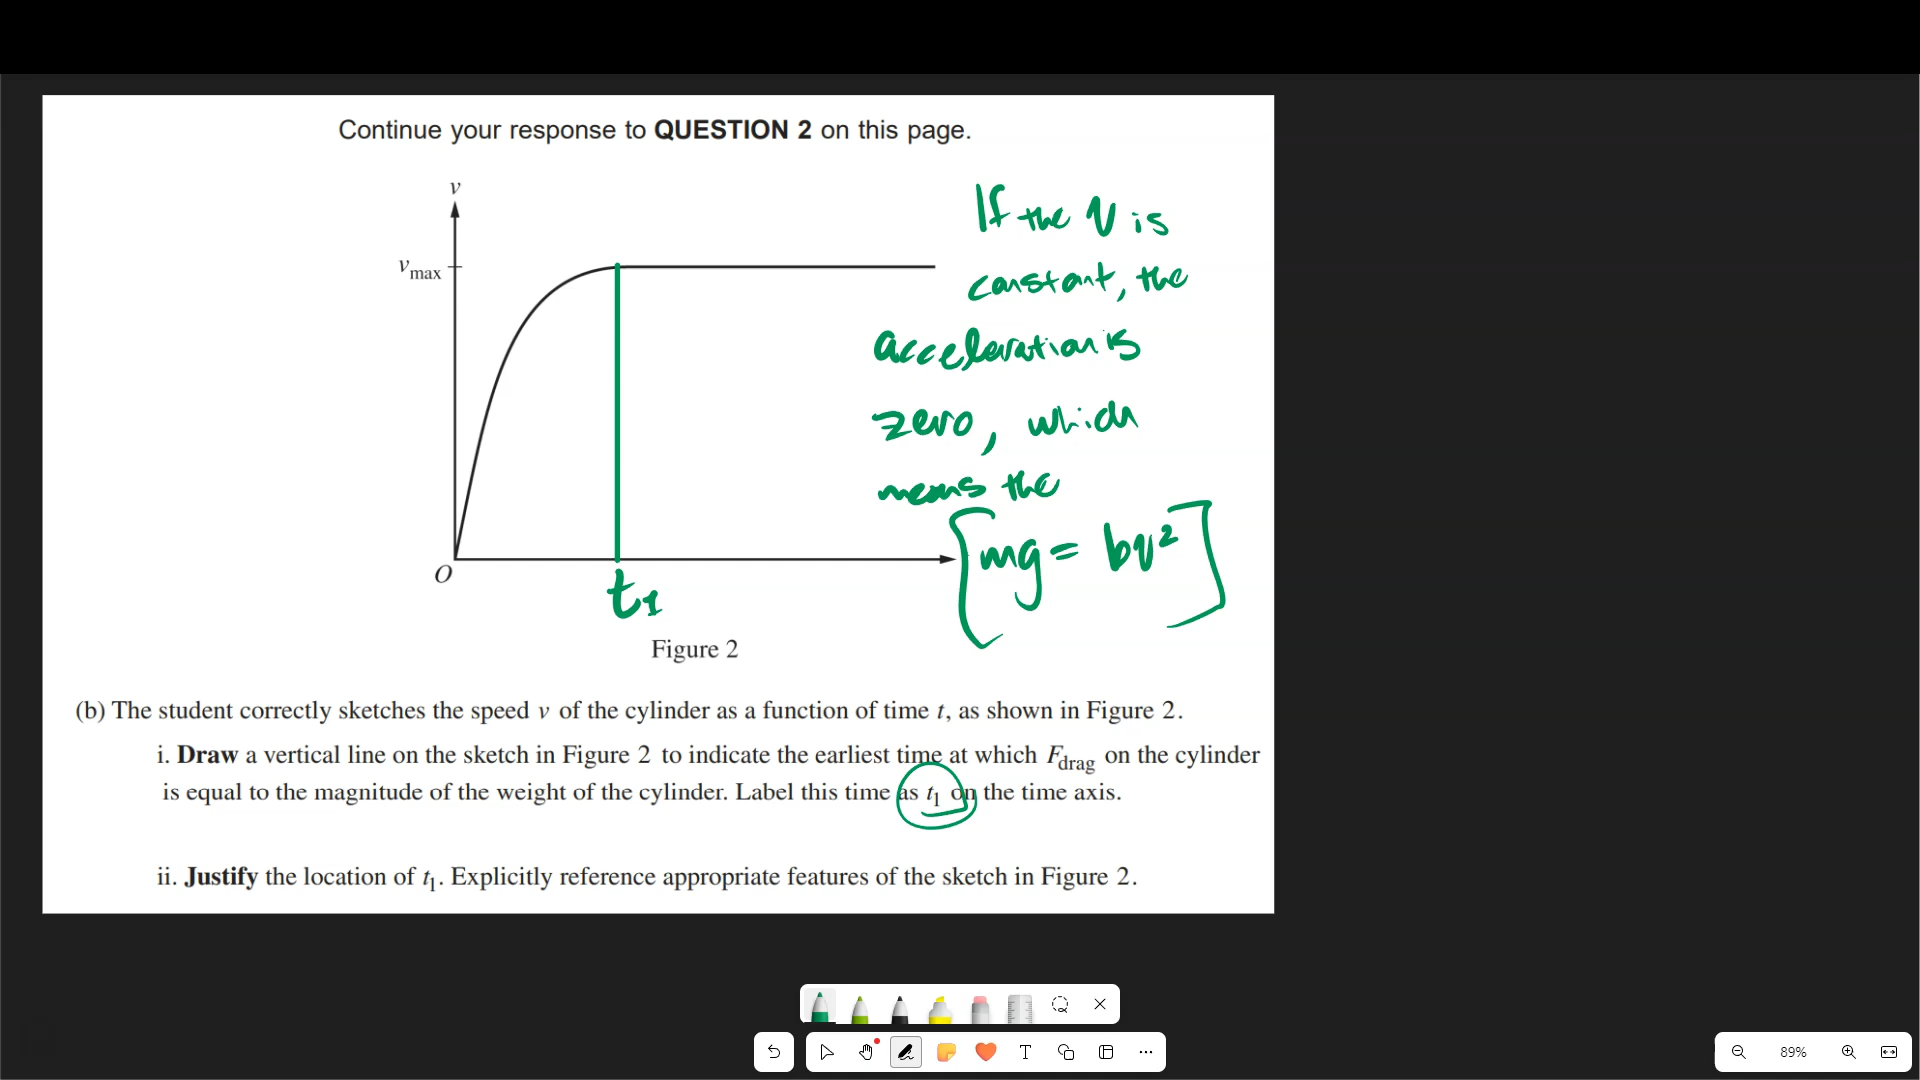 Continue your response to QUESTION 2 on this page.
v
vmax
O
t1
Figure 2
If the v is
constant, the
acceleration is
zero, which
means the
[mg = bv²]
(b) The student correctly sketches the speed v of the cylinder as a function of time t, as shown in Figure 2.
i. Draw a vertical line on the sketch in Figure 2 to indicate the earliest time at which Fdrag on the cylinder
is equal to the magnitude of the weight of the cylinder. Label this time as t1 on the time axis.
ii. Justify the location of t1. Explicitly reference appropriate features of the sketch in Figure 2.
89%